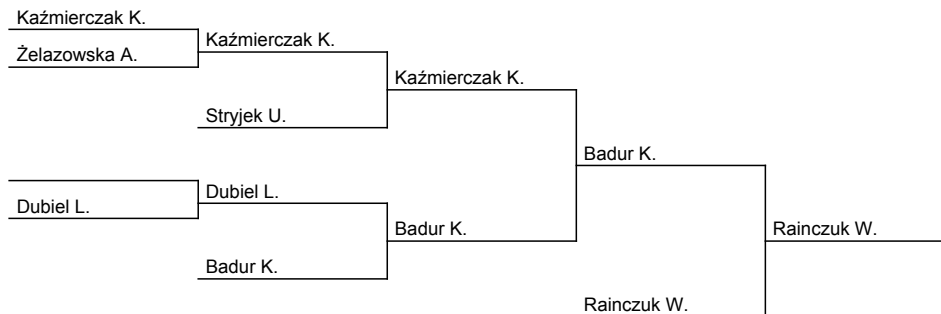 Kaźmierczak K.
Kaźmierczak K.
Żelazowska A.
Kaźmierczak K.
Stryjek U.
Badur K.
Dubiel L.
Dubiel L.
Badur K.
Rainczuk W.
Badur K.
Rainczuk W.